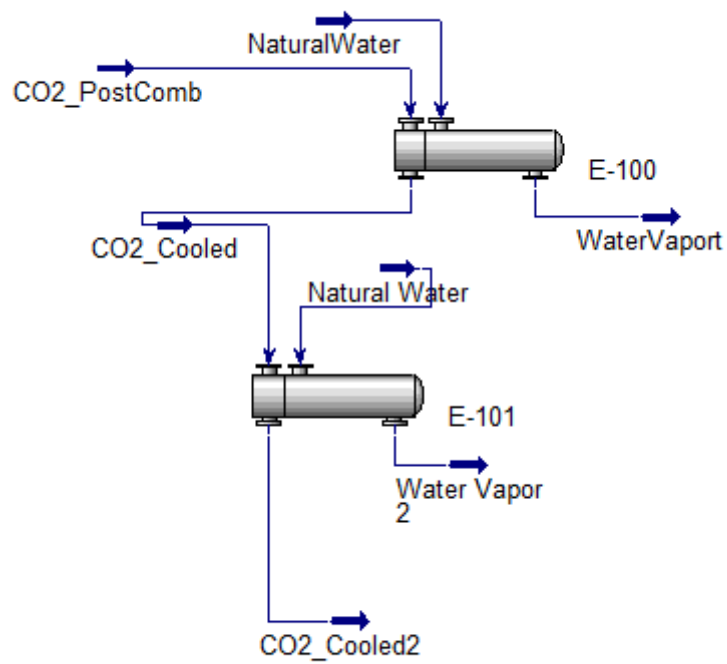 NaturalWater
CO2_PostComb
E-100
WaterVaport
CO2_Cooled
Natural Water
E-101
Water Vapor
2
CO2_Cooled2